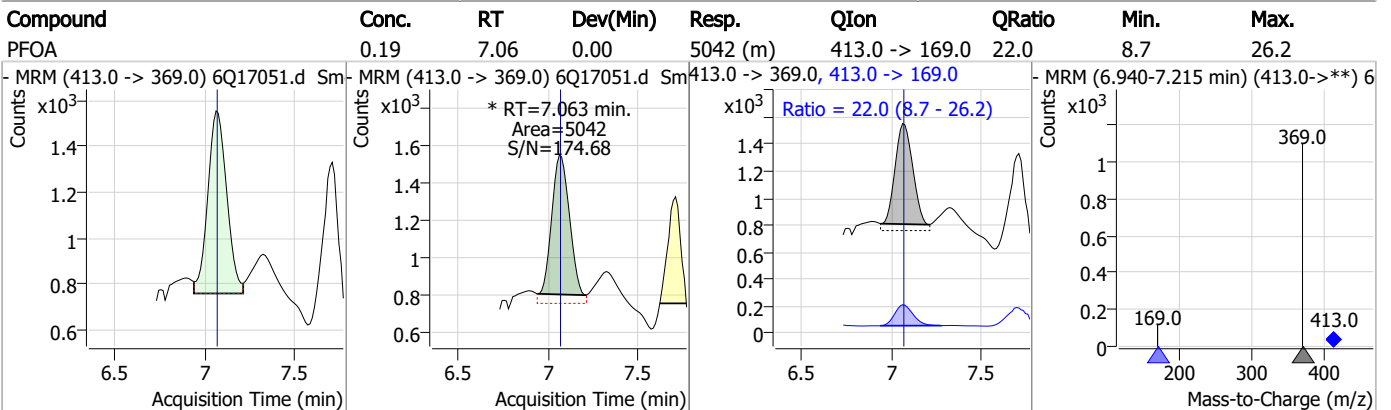 Compound Conc. RT Dev(Min) Resp. QIon QRatio Min. Max.
PFOA 0.19 7.06 0.00 5042 (m) 413.0 -> 169.0 22.0 8.7 26.2
- MRM (413.0 -> 369.0) 6Q17051.d Sm
Counts
x10³
1.4
1.2
1
0.8
0.6
6.5 7 7.5
Acquisition Time (min)
- MRM (413.0 -> 369.0) 6Q17051.d Sm
Counts
x10³
* RT=7.063 min.
Area=5042
S/N=174.68
1.6
1.4
1.2
1
0.8
0.6
6.5 7 7.5
Acquisition Time (min)
413.0 -> 369.0, 413.0 -> 169.0
x10³
Ratio = 22.0 (8.7 - 26.2)
1.4
1.2
1
0.8
0.6
0.4
0.2
0
6.5 7 7.5
Acquisition Time (min)
- MRM (6.940-7.215 min) (413.0->**) 6
Counts
x10³
369.0
1
0.8
0.6
0.4
0.2
0
169.0
413.0
200 300 400
Mass-to-Charge (m/z)